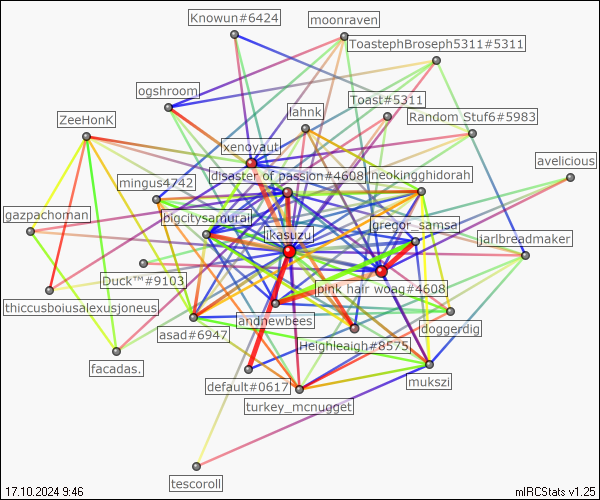 Knowun#6424
moonraven
ToastephBroseph5311#5311
ogshroom
Toast#5311
lahnk
Random Stuf6#5983
ZeeHonK
xenoyaut
avelicious
disaster of passion#4608
neokingghidorah
mingus4742
gazpachoman
bigcitysamurai
gregor_samsa
ikasuzu
jarlbreadmaker
Duck™#9103
pink hair woag#4608
thiccusboiusalexusjoneus
andnewbees
doggerdig
asad#6947
Heighleaigh#8575
facadas.
default#0617
mukszi
turkey_mcnugget
tescoroll
17.10.2024 9:46
mIRCStats v1.25